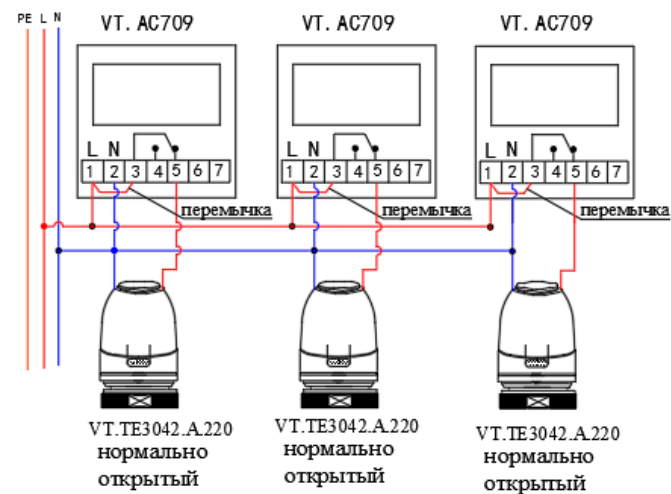 PE L N
VT. AC709 VT. AC709 VT. AC709
L N L N L N
1 2 3 4 5 6 7 1 2 3 4 5 6 7 1 2 3 4 5 6 7
перемычка перемычка перемычка
VT.TE3042.A.220 VT.TE3042.A.220 VT.TE3042.A.220
нормально нормально нормально
открытый открытый открытый